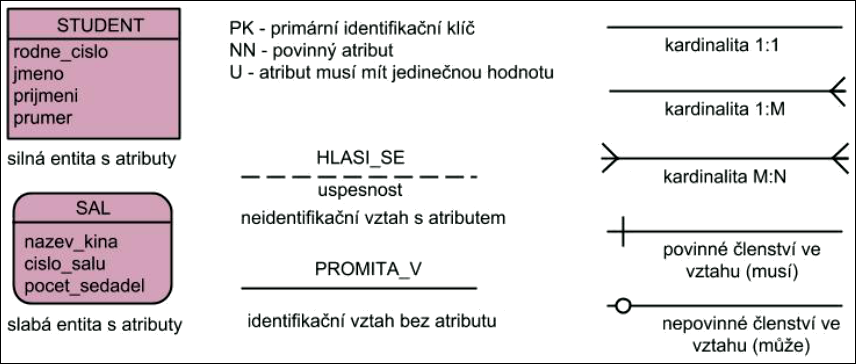 STUDENT
rodne_cislo
jmeno
prijmeni
prumer
silná entita s atributy
SAL
nazev_kina
cislo_salu
pocet_sedadel
slabá entita s atributy
PK - primární identifikační klíč
NN - povinný atribut
U - atribut musí mít jedinečnou hodnotu
HLASI_SE
uspesnost
neidentifikační vztah s atributem
PROMITA_V
identifikační vztah bez atributu
kardinalita 1:1
kardinalita 1:M
kardinalita M:N
povinné členství ve
vztahu (musí)
nepovinné členství ve
vztahu (může)